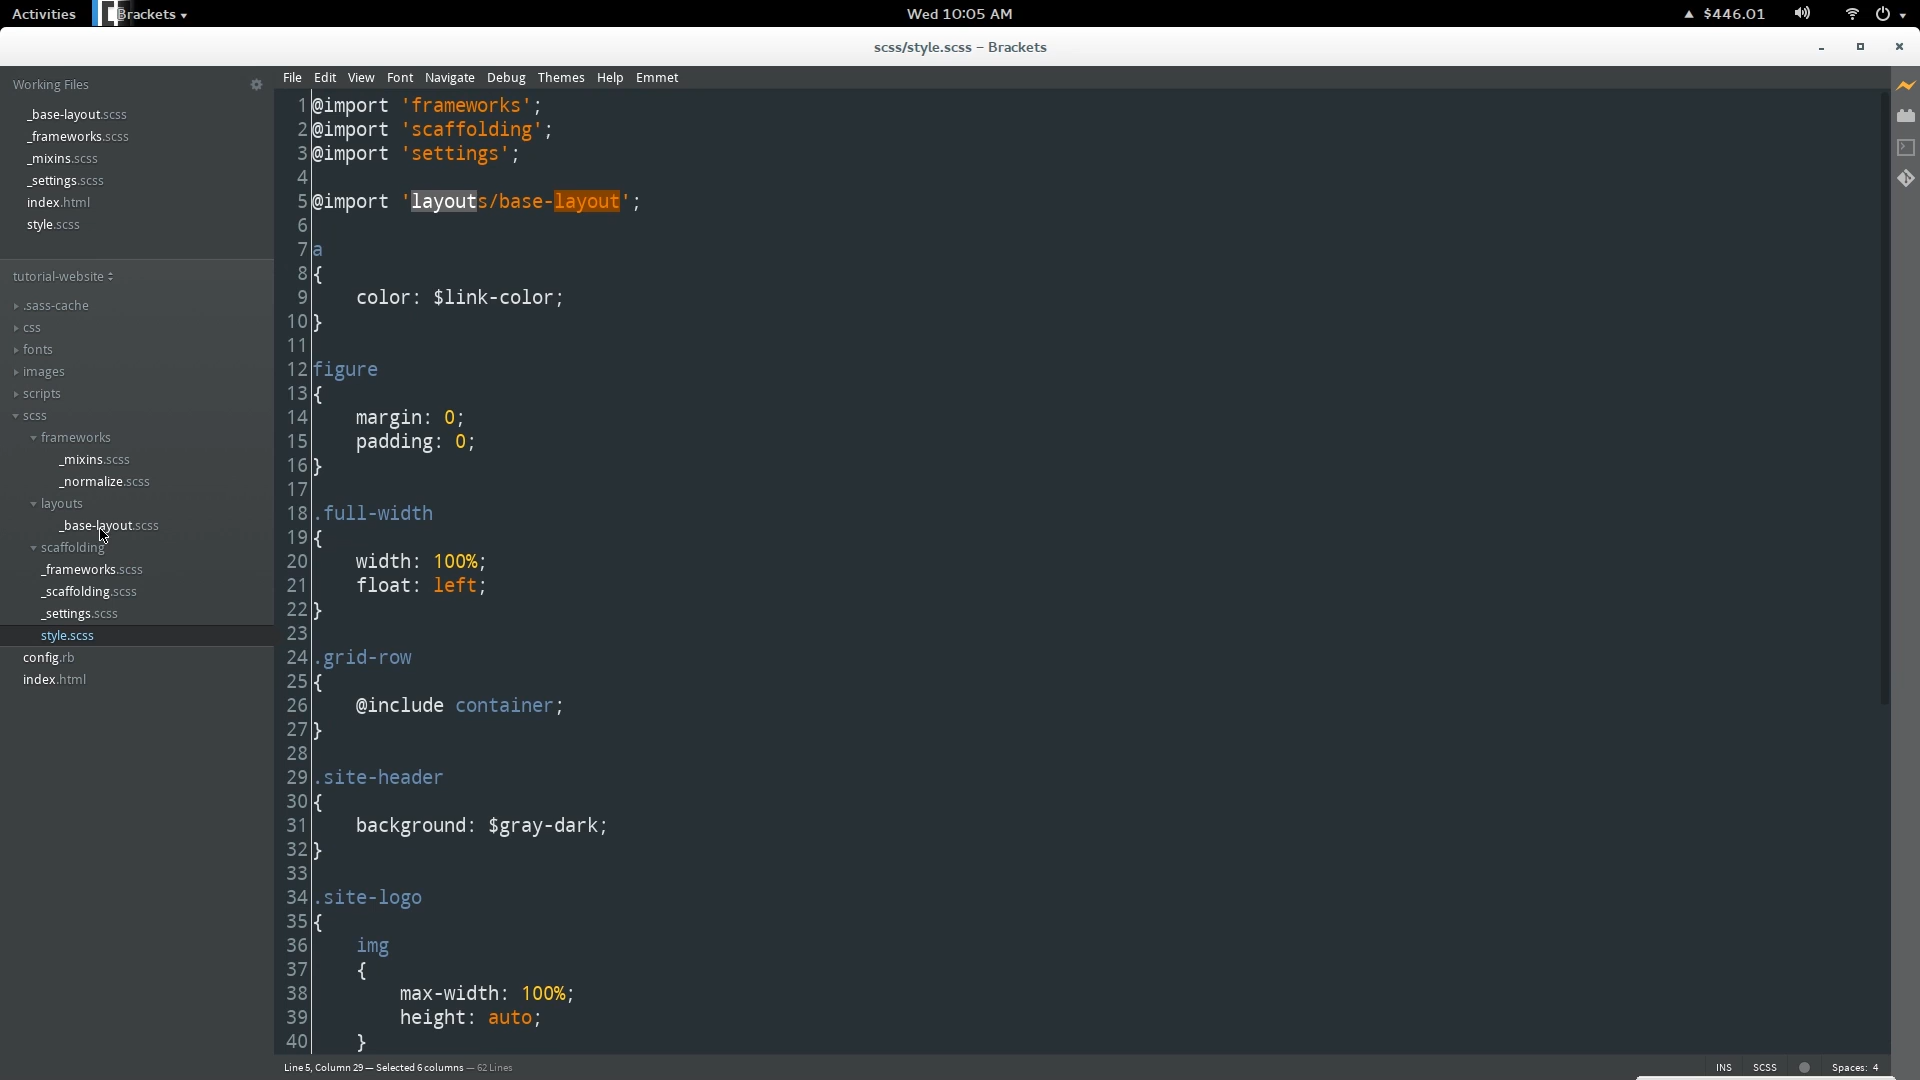 Activities Brackets Wed 10:05 AM $446.01
scss/style.scss – Brackets
Working Files
_base-layout.scss
_frameworks.scss
_mixins.scss
_settings.scss
index.html
style.scss
tutorial-website
.sass-cache
css
fonts
images
scripts
scss
frameworks
_mixins.scss
_normalize.scss
layouts
_base-layout.scss
scaffolding
_frameworks.scss
_scaffolding.scss
_settings.scss
style.scss
config.rb
index.html
File Edit View Font Navigate Debug Themes Help Emmet
1 @import 'frameworks';
2 @import 'scaffolding';
3 @import 'settings';
4
5 @import 'layouts/base-layout';
6
7 a
8 {
9     color: $link-color;
10 }
11
12 figure
13 {
14     margin: 0;
15     padding: 0;
16 }
17
18 .full-width
19 {
20     width: 100%;
21     float: left;
22 }
23
24 .grid-row
25 {
26     @include container;
27 }
28
29 .site-header
30 {
31     background: $gray-dark;
32 }
33
34 .site-logo
35 {
36     img
37     {
38         max-width: 100%;
39         height: auto;
40     }
Line 5, Column 29 — Selected 6 columns — 62 Lines INS SCSS Spaces: 4